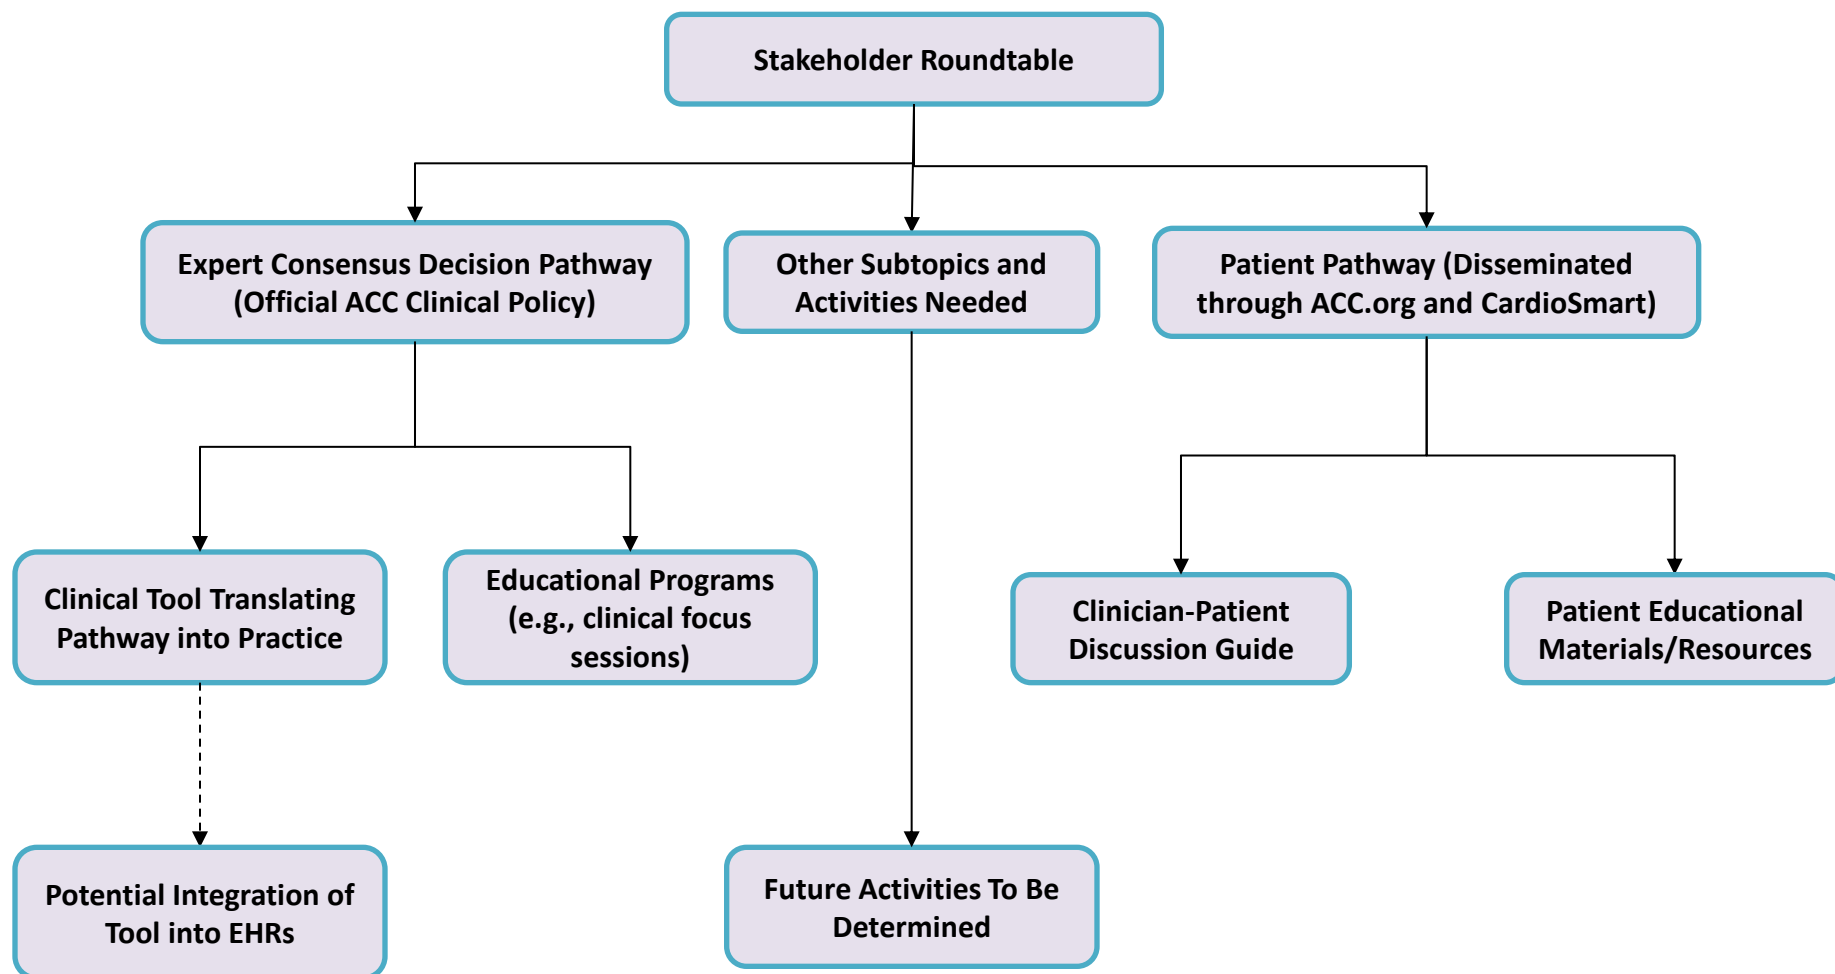 Stakeholder Roundtable
Expert Consensus Decision Pathway
(Official ACC Clinical Policy)
Other Subtopics and
Activities Needed
Patient Pathway (Disseminated
through ACC.org and CardioSmart)
Clinical Tool Translating
Pathway into Practice
Educational Programs
(e.g., clinical focus
sessions)
Clinician-Patient
Discussion Guide
Patient Educational
Materials/Resources
Potential Integration of
Tool into EHRs
Future Activities To Be
Determined